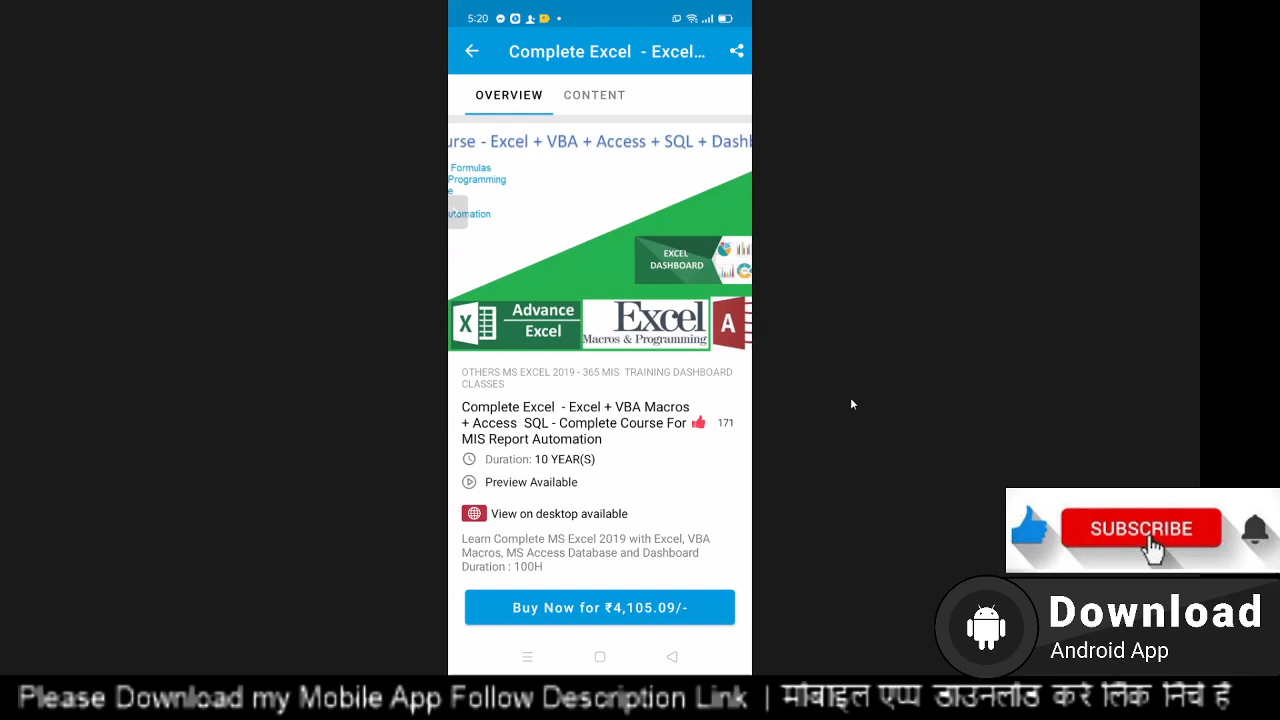 5:20
Complete Excel - Excel...
OVERVIEW CONTENT
urse - Excel + VBA + Access + SQL + Dash
Formulas
Programming
e
utomation
EXCEL
DASHBOARD
X Advance
Excel
Excel
Macros & Programming
A
OTHERS MS EXCEL 2019 - 365 MIS TRAINING DASHBOARD
CLASSES
Complete Excel - Excel + VBA Macros
+ Access SQL - Complete Course For
MIS Report Automation
171
Duration: 10 YEAR(S)
Preview Available
View on desktop available
Learn Complete MS Excel 2019 with Excel, VBA
Macros, MS Access Database and Dashboard
Duration : 100H
Buy Now for ₹4,105.09/-
SUBSCRIBE
Download
Android App
Please Download my Mobile App Follow Description Link | मोबाइल एप्प डाउनलोड करे लिंक निचे है